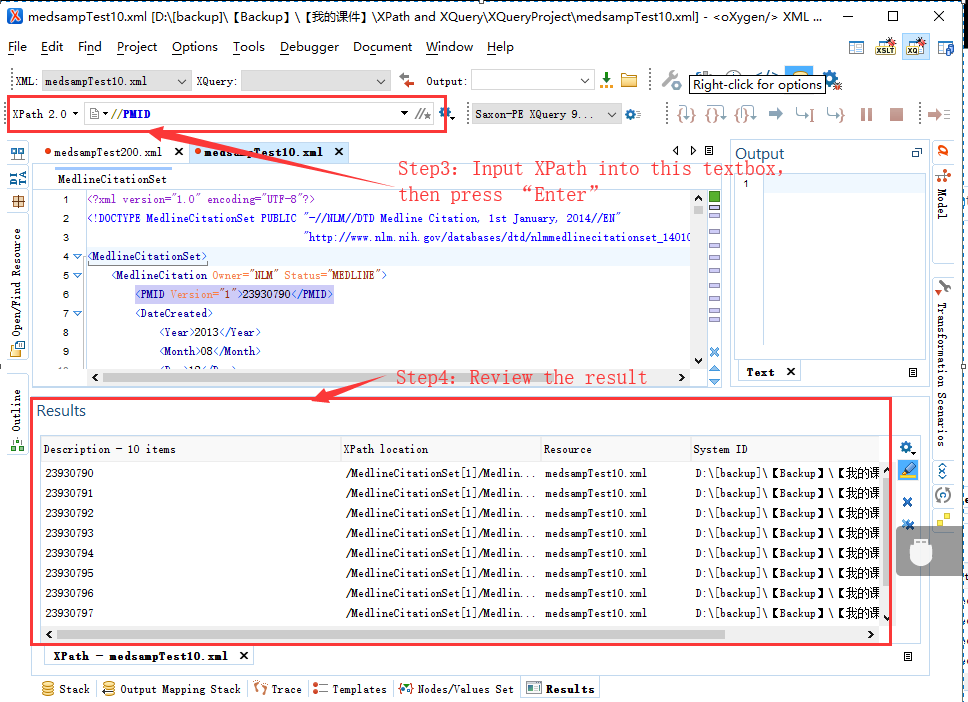 medsampTest10.xml [D:\[backup]\【Backup】\【我的课件】\XPath and XQuery\XQueryProject\medsampTest10.xml] - <oXygen/> XML ...
File Edit Find Project Options Tools Debugger Document Window Help
XML: medsampTest10.xml XQuery: Output:
Right-click for options
XPath 2.0 //PMID Saxon-PE XQuery 9...
medsampTest200.xml medsampTest10.xml
Output
Step3: Input XPath into this textbox,
then press “Enter”
MedlineCitationSet
1 <?xml version="1.0" encoding="UTF-8"?>
2 <!DOCTYPE MedlineCitationSet PUBLIC "-//NLM//DTD Medline Citation, 1st January, 2014//EN"
3 "http://www.nlm.nih.gov/databases/dtd/nlmmedlinecitationset_14010
4 <MedlineCitationSet>
5 <MedlineCitation Owner="NLM" Status="MEDLINE">
6 <PMID Version="1">23930790</PMID>
7 <DateCreated>
8 <Year>2013</Year>
9 <Month>08</Month>
1
Text
Open/Find Resource
Outline
Model
Transformation Scenarios
Step4: Review the result
Results
Description - 10 items XPath location Resource System ID
23930790 /MedlineCitationSet[1]/Medlin... medsampTest10.xml D:\[backup]\【Backup】\【我的课
23930791 /MedlineCitationSet[1]/Medlin... medsampTest10.xml D:\[backup]\【Backup】\【我的课
23930792 /MedlineCitationSet[1]/Medlin... medsampTest10.xml D:\[backup]\【Backup】\【我的课
23930793 /MedlineCitationSet[1]/Medlin... medsampTest10.xml D:\[backup]\【Backup】\【我的课
23930794 /MedlineCitationSet[1]/Medlin... medsampTest10.xml D:\[backup]\【Backup】\【我的课
23930795 /MedlineCitationSet[1]/Medlin... medsampTest10.xml D:\[backup]\【Backup】\【我的课
23930796 /MedlineCitationSet[1]/Medlin... medsampTest10.xml D:\[backup]\【Backup】\【我的课
23930797 /MedlineCitationSet[1]/Medlin... medsampTest10.xml D:\[backup]\【Backup】\【我的课
XPath - medsampTest10.xml
Stack Output Mapping Stack Trace Templates Nodes/Values Set Results